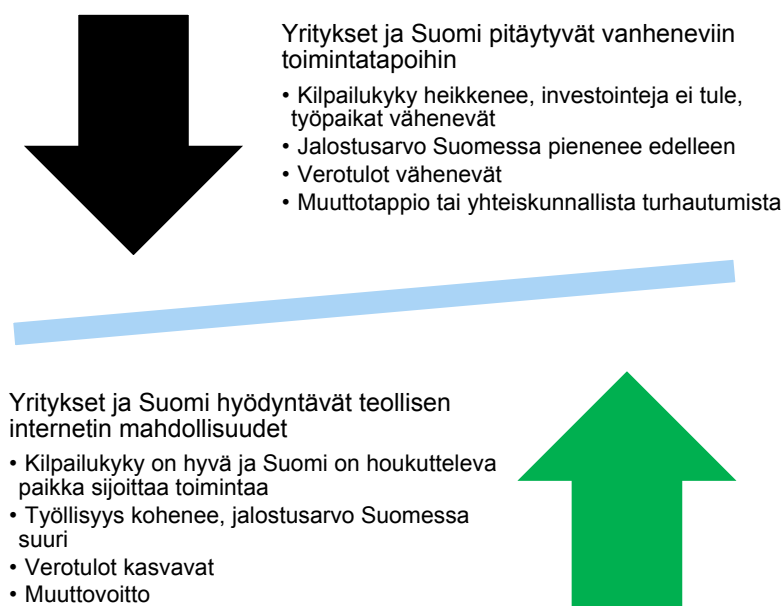 Yritykset ja Suomi pitäytyvät vanheneviin
toimintatapoihin
• Kilpailukyky heikkenee, investointeja ei tule,
työpaikat vähenevät
• Jalostusarvo Suomessa pienenee edelleen
• Verotulot vähenevät
• Muuttotappio tai yhteiskunnallista turhautumista
Yritykset ja Suomi hyödyntävät teollisen
internetin mahdollisuudet
• Kilpailukyky on hyvä ja Suomi on houkutteleva
paikka sijoittaa toimintaa
• Työllisyys kohenee, jalostusarvo Suomessa
suuri
• Verotulot kasvavat
• Muuttovoitto